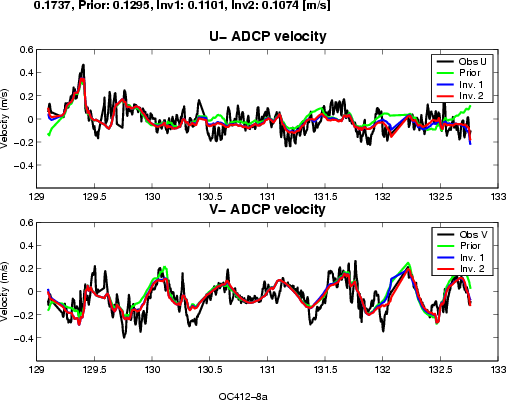 0.1737, Prior: 0.1295, Inv1: 0.1101, Inv2: 0.1074 [m/s]
U− ADCP velocity
0.6
0.4
0.2
0
−0.2
−0.4
Velocity (m/s)
Obs U
Prior
Inv. 1
Inv. 2
129 129.5 130 130.5 131 131.5 132 132.5 133
V− ADCP velocity
0.6
0.4
0.2
0
−0.2
−0.4
Velocity (m/s)
Obs V
Prior
Inv. 1
Inv. 2
129 129.5 130 130.5 131 131.5 132 132.5 133
OC412−8a